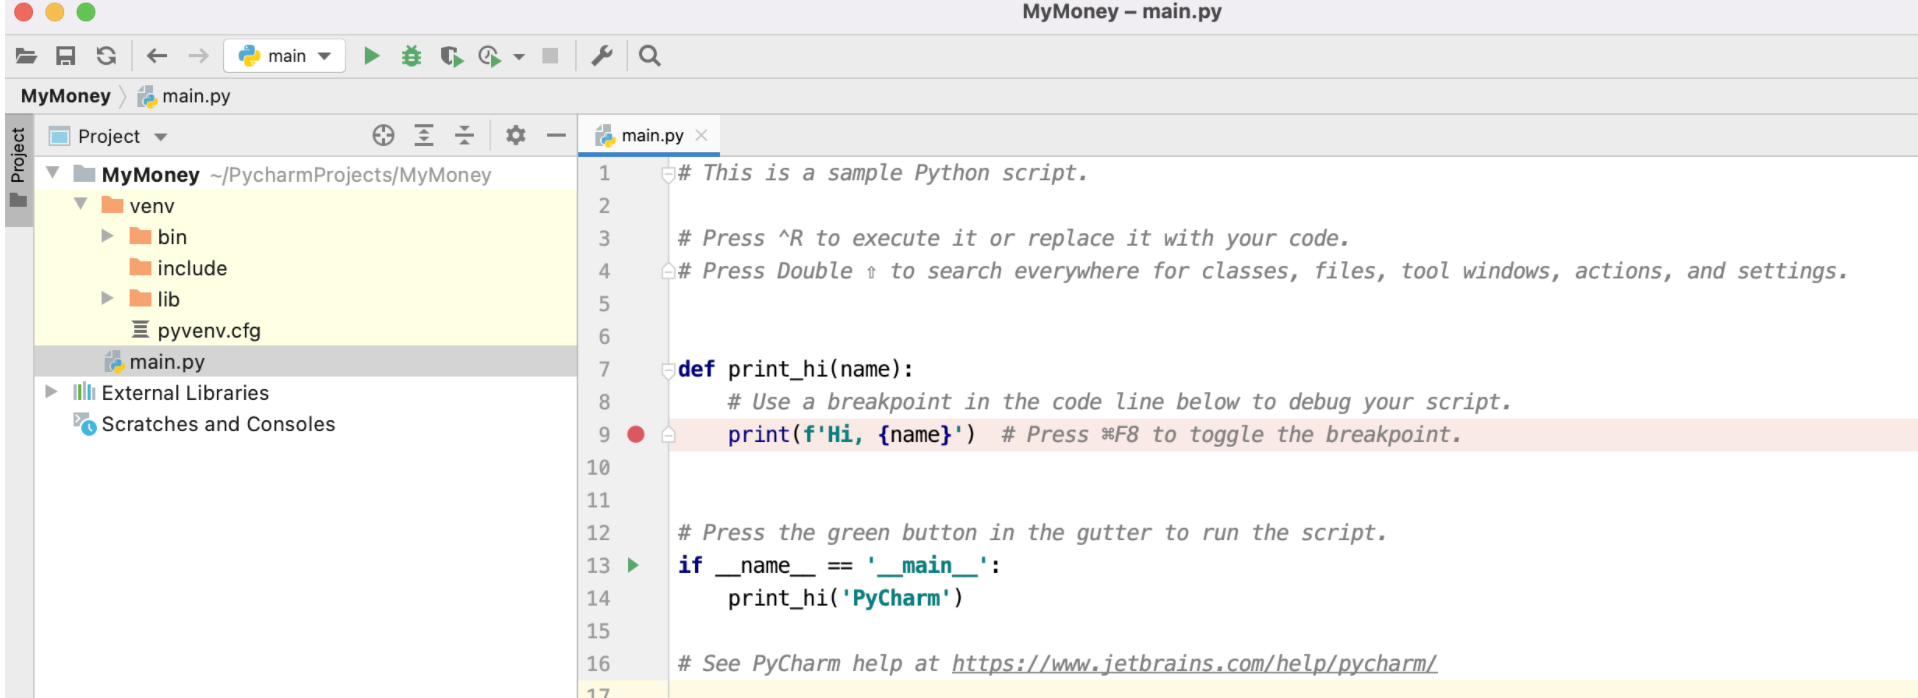 MyMoney – main.py
main
MyMoney main.py
Project
Project
main.py
MyMoney ~/PycharmProjects/MyMoney
venv
bin
include
lib
pyvenv.cfg
main.py
External Libraries
Scratches and Consoles
1 # This is a sample Python script.
2
3 # Press ^R to execute it or replace it with your code.
4 # Press Double ⇧ to search everywhere for classes, files, tool windows, actions, and settings.
5
6
7 def print_hi(name):
8 # Use a breakpoint in the code line below to debug your script.
9 print(f'Hi, {name}')  # Press ⌘F8 to toggle the breakpoint.
10
11
12 # Press the green button in the gutter to run the script.
13 if __name__ == '__main__':
14 print_hi('PyCharm')
15
16 # See PyCharm help at https://www.jetbrains.com/help/pycharm/
17